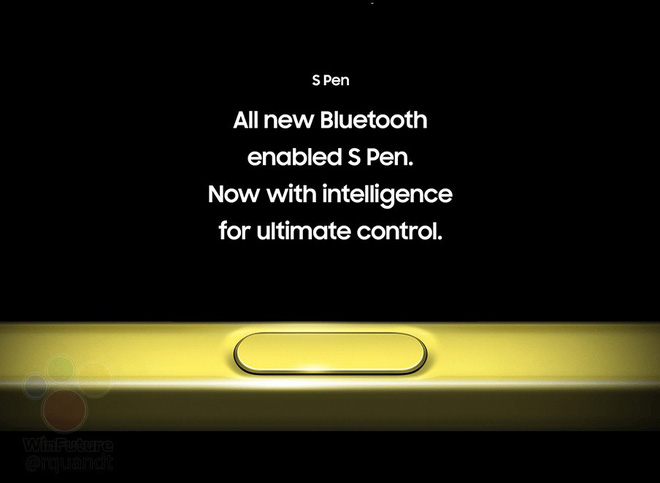 S Pen
All new Bluetooth
enabled S Pen.
Now with intelligence
for ultimate control.
WinFuture
@rquandt